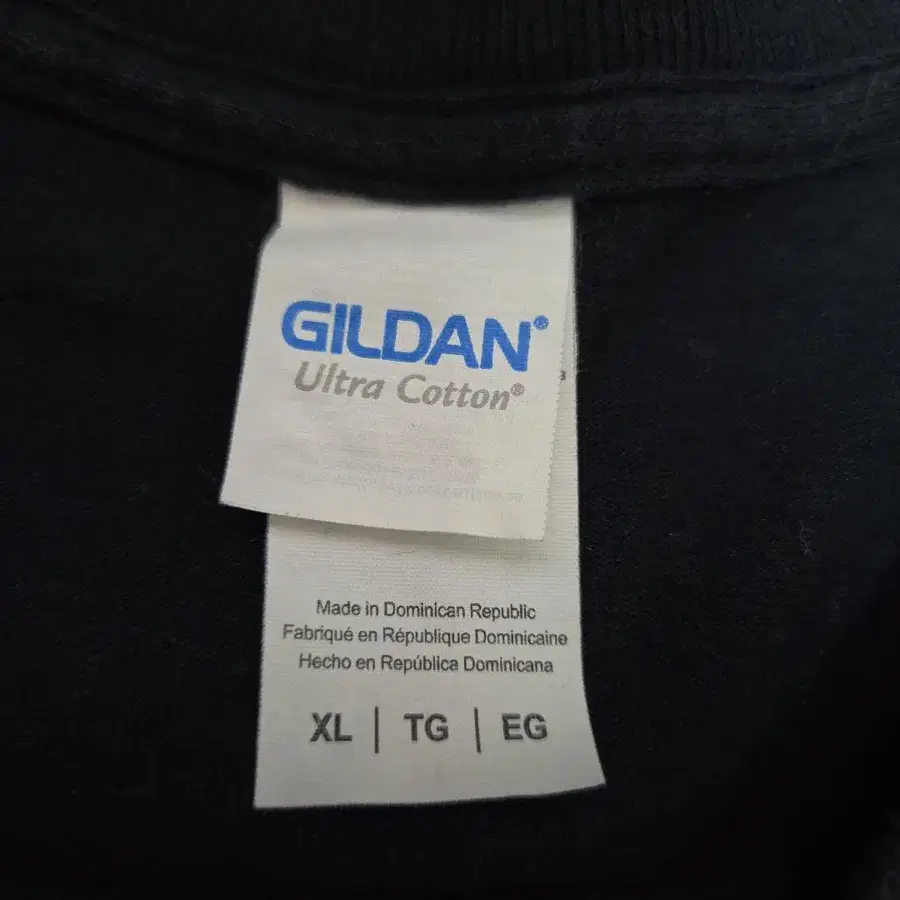 GILDAN®
Ultra Cotton®
Made in Dominican Republic
Fabriqué en République Dominicaine
Hecho en República Dominicana
XL | TG | EG